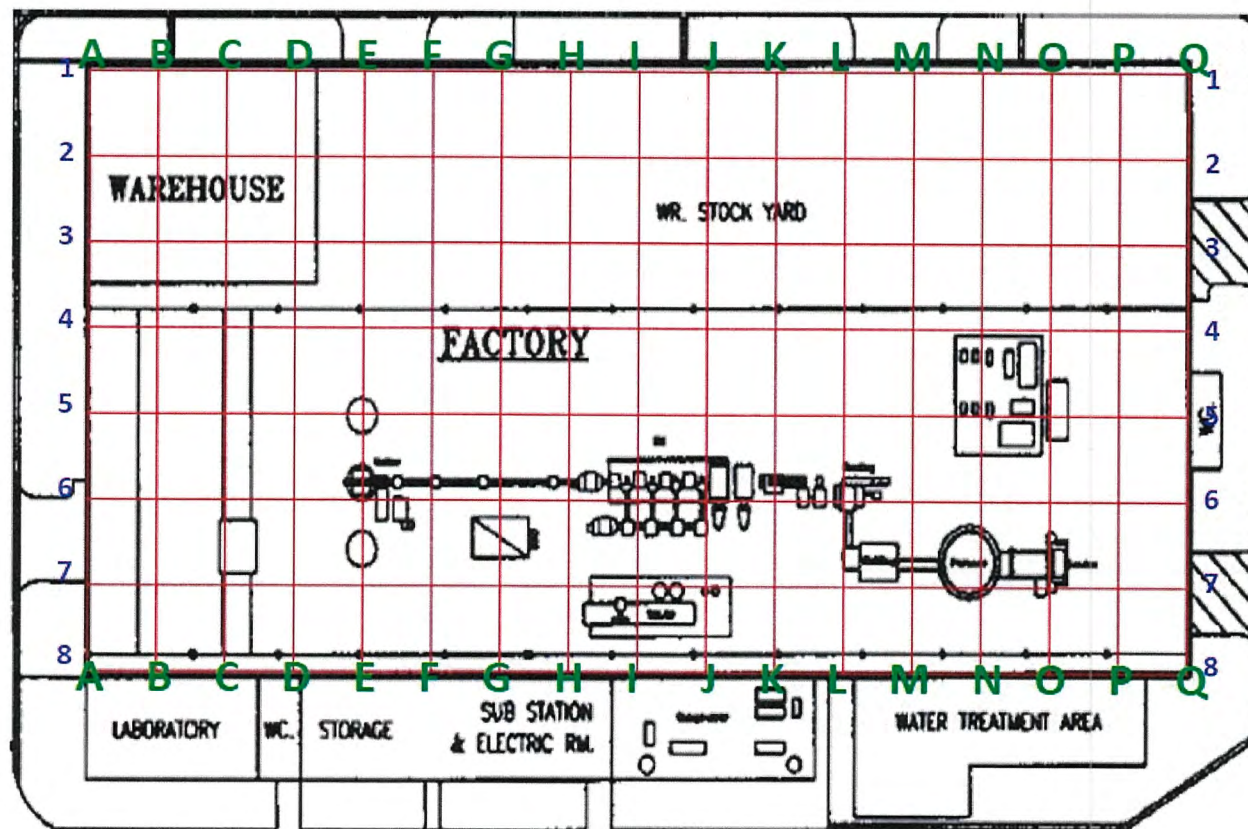 A B C D E F G H I J K L M N O P Q
1 1
2 2
WAREHOUSE
WR. STOCK YARD
3 3
4 4
FACTORY
5 5
6 6
7 7
8 8
A B C D E F G H I J K L M N O P Q
LABORATORY
WC.
STORAGE
SUB STATION
& ELECTRIC RM.
WATER TREATMENT AREA